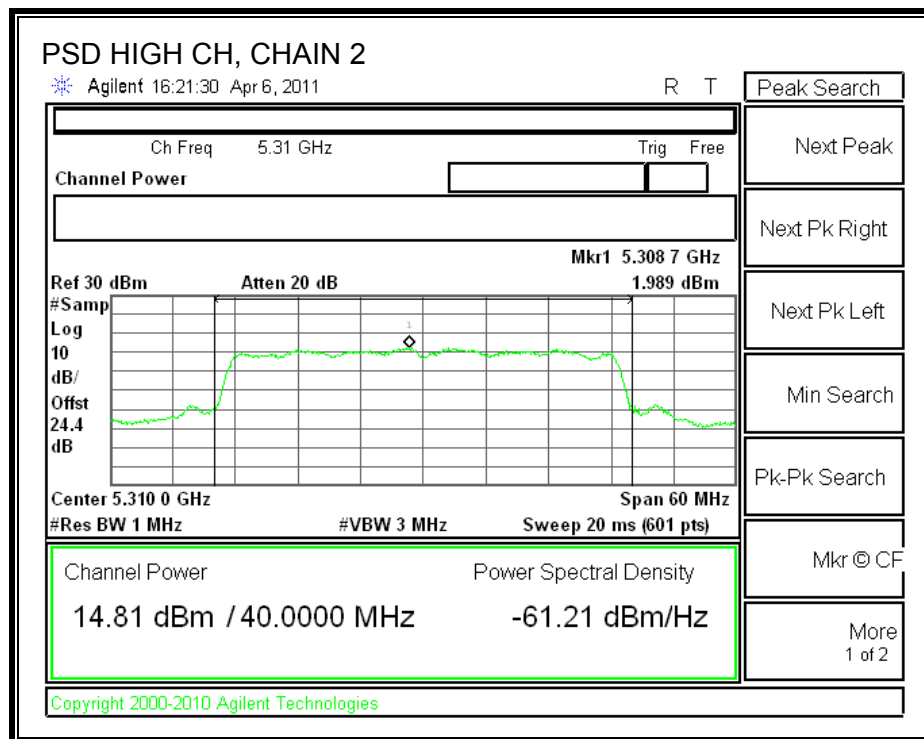 PSD HIGH CH, CHAIN 2
Agilent 16:21:30 Apr 6, 2011 R T
Peak Search
Ch Freq 5.31 GHz Trig Free
Channel Power
Next Peak
Next Pk Right
Mkr1 5.308 7 GHz
Ref 30 dBm Atten 20 dB 1.989 dBm
#Samp
Log
10
dB/
Offst
24.4
dB
1
Next Pk Left
Min Search
Pk-Pk Search
Center 5.310 0 GHz Span 60 MHz
#Res BW 1 MHz #VBW 3 MHz Sweep 20 ms (601 pts)
Channel Power Power Spectral Density
14.81 dBm / 40.0000 MHz -61.21 dBm/Hz
Mkr © CF
More
1 of 2
Copyright 2000-2010 Agilent Technologies